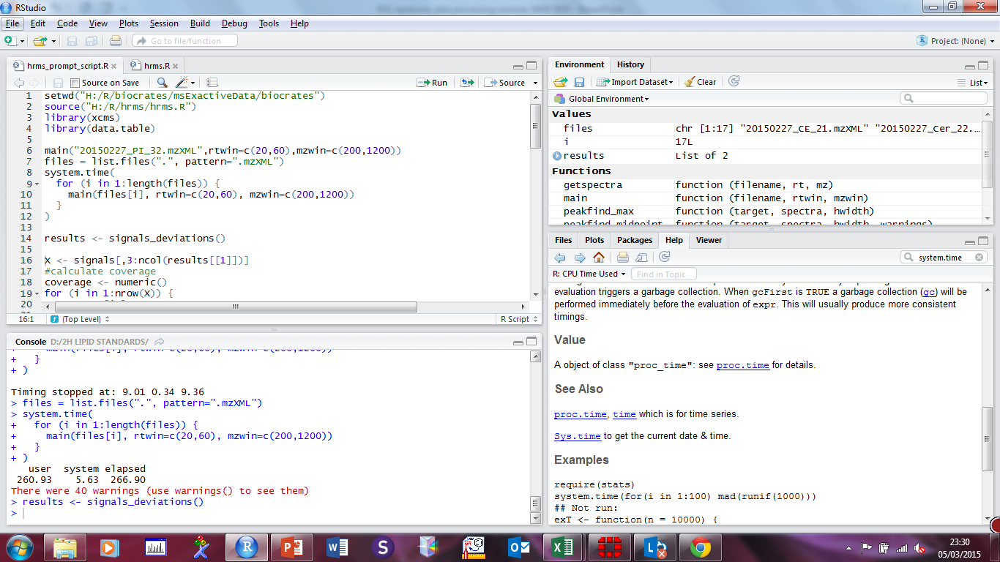 RStudio
File Edit Code View Plots Session Build Debug Tools Help
Go to file/function
Project: (None)
hrms_prompt_script.R
hrms.R
Source on Save
Run
Source
1 setwd("H:/R/biocrates/msExactiveData/biocrates")
2 source("H:/R/hrms/hrms.R")
3 library(xcms)
4 library(data.table)
5
6 main("20150227_PI_32.mzXML",rtwin=c(20,60),mzwin=c(200,1200))
7 files = list.files(".", pattern=".mzXML")
8 system.time(
9 for (i in 1:length(files)) {
10 main(files[i], rtwin=c(20,60), mzwin=c(200,1200))
11 }
12 )
13
14 results <- signals_deviations()
15
16 x <- signals[,3:ncol(results[[1]])]
17 #calculate coverage
18 coverage <- numeric()
19 for (i in 1:nrow(x)) {
20
16:1 (Top Level) R Script
Console D:/2H LIPID STANDARDS/
+ main(files[i], rtwin=c(20,60), mzwin=c(200,1200))
+ }
+ )
Timing stopped at: 9.01 0.34 9.36
> files = list.files(".", pattern=".mzXML")
> system.time(
+ for (i in 1:length(files)) {
+ main(files[i], rtwin=c(20,60), mzwin=c(200,1200))
+ }
+ )
user system elapsed
260.93 5.63 266.90
There were 40 warnings (use warnings() to see them)
> results <- signals_deviations()
>
Environment History
Import Dataset Clear List
Global Environment
Values
files chr [1:17] "20150227_CE_21.mzXML" "20150227_Cer_22.…
i 17L
results List of 2
Functions
getspectra function (filename, rt, mz)
main function (filename, rtwin, mzwin)
peakfind_max function (target, spectra, hwidth)
peakfind_midpoint function (target, spectra, hwidth, warnings)
Files Plots Packages Help Viewer
system.time
R: CPU Time Used Find in Topic
evaluation triggers a garbage collection. When gcFirst is TRUE a garbage collection (gc) will be
performed immediately before the evaluation of expr. This will usually produce more consistent
timings.
Value
A object of class "proc_time": see proc.time for details.
See Also
proc.time, time which is for time series.
Sys.time to get the current date & time.
Examples
require(stats)
system.time(for(i in 1:100) mad(runif(1000)))
## Not run:
exT <- function(n = 10000) {
23:30
05/03/2015